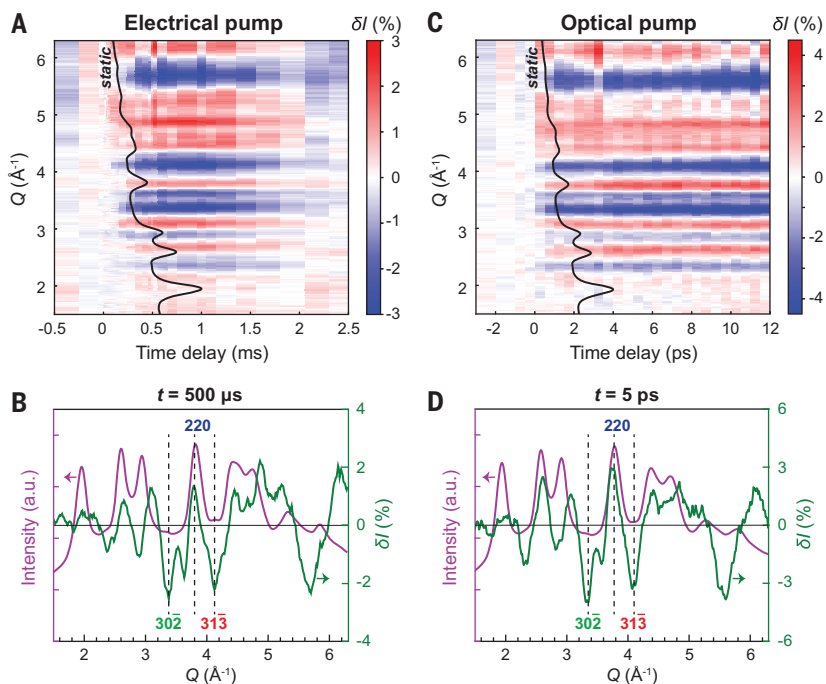 A
Electrical pump
δI (%)
static
Q (Å⁻¹)
6
5
4
3
2
-0.5
0
0.5
1
1.5
2
2.5
Time delay (ms)
3
2
1
0
-1
-2
-3
C
Optical pump
δI (%)
static
Q (Å⁻¹)
6
5
4
3
2
0
2
4
6
8
10
12
Time delay (ps)
4
2
0
-2
-4
B
t = 500 µs
220
302̅
313̅
Intensity (a.u.)
2
3
4
5
6
Q (Å⁻¹)
4
2
0
-2
-4
δI (%)
D
t = 5 ps
220
302̅
313̅
Intensity (a.u.)
2
3
4
5
6
Q (Å⁻¹)
6
3
0
-3
-6
δI (%)